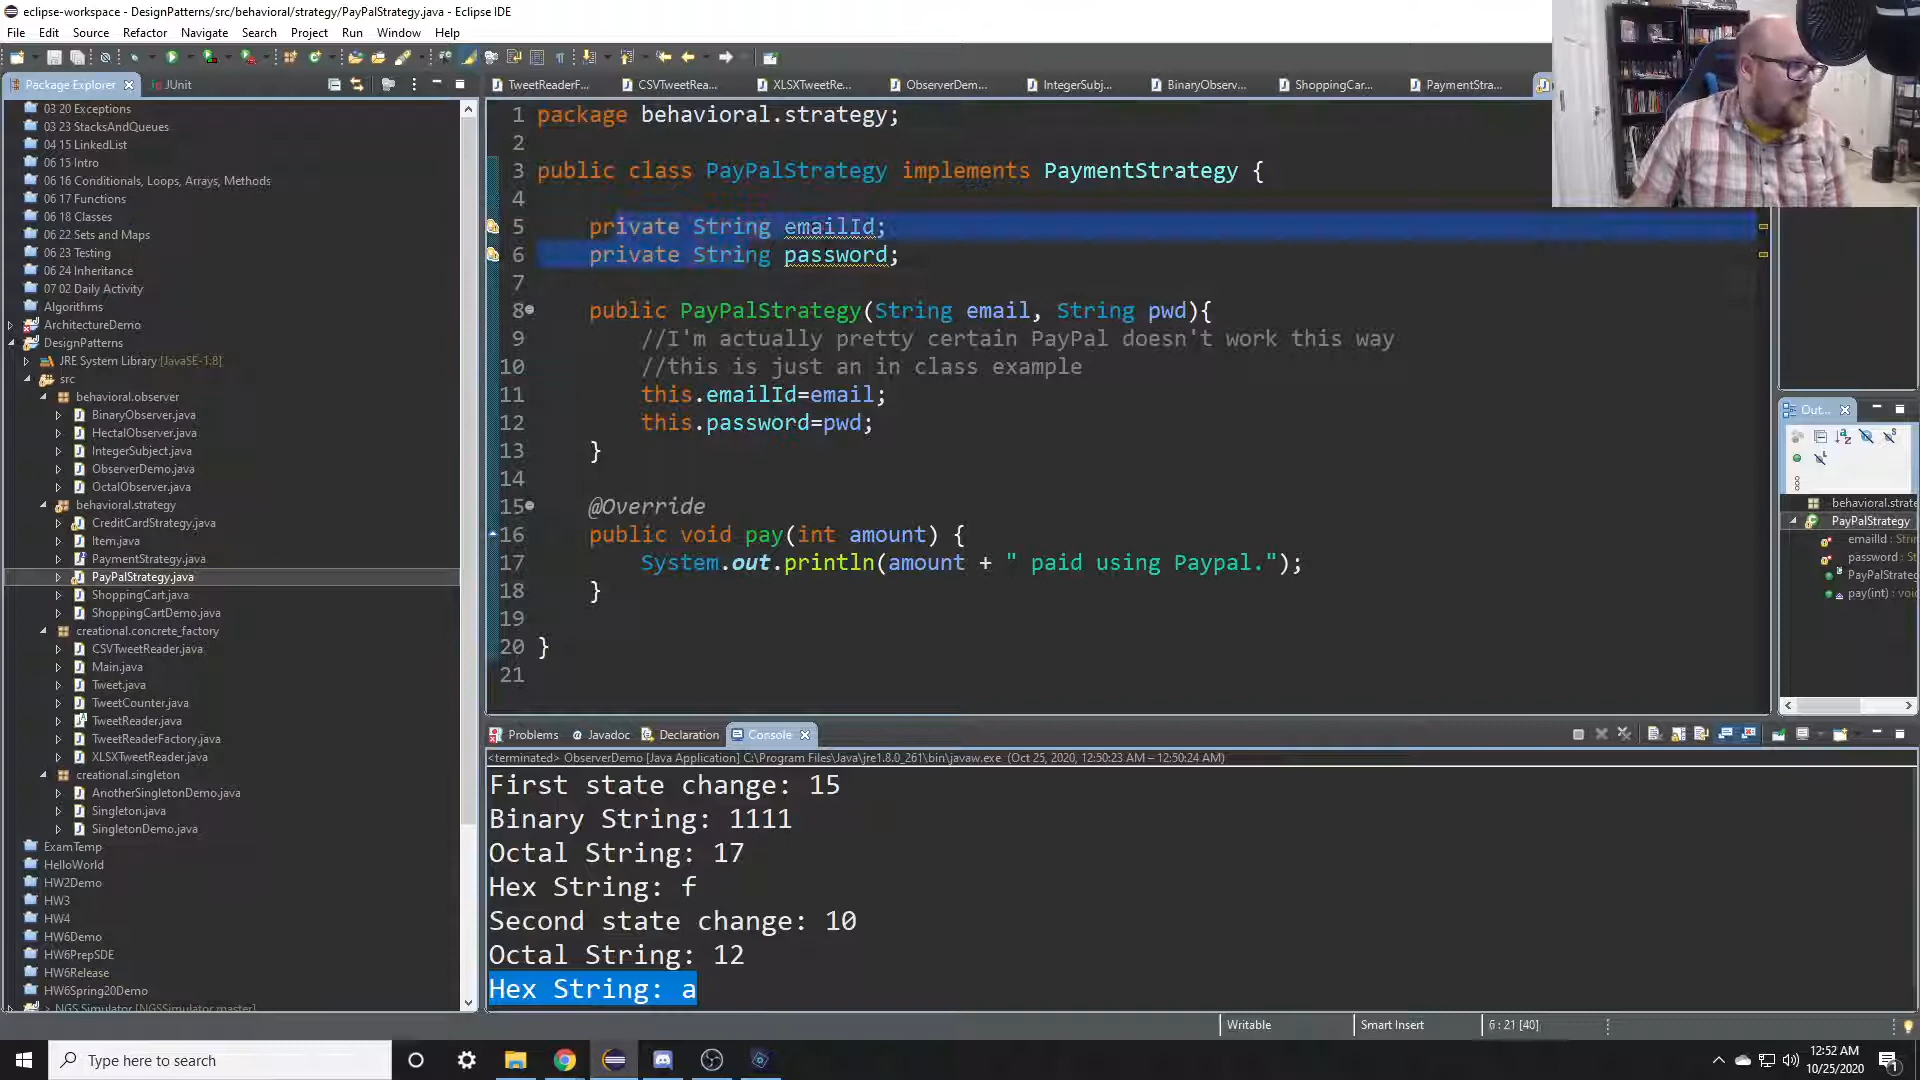 eclipse-workspace - DesignPatterns/src/behavioral/strategy/PayPalStrategy.java - Eclipse IDE
File Edit Source Refactor Navigate Search Project Run Window Help
Package Explorer JUnit
03 20 Exceptions
03 23 StacksAndQueues
04 15 LinkedList
06 15 Intro
06 16 Conditionals, Loops, Arrays, Methods
06 17 Functions
06 18 Classes
06 22 Sets and Maps
06 23 Testing
06 24 Inheritance
07 02 Daily Activity
Algorithms
ArchitectureDemo
DesignPatterns
JRE System Library [JavaSE-1.8]
src
behavioral.observer
BinaryObserver.java
HectalObserver.java
IntegerSubject.java
ObserverDemo.java
OctalObserver.java
behavioral.strategy
CreditCardStrategy.java
Item.java
PaymentStrategy.java
PayPalStrategy.java
ShoppingCart.java
ShoppingCartDemo.java
creational.concrete_factory
CSVTweetReader.java
Main.java
Tweet.java
TweetCounter.java
TweetReader.java
TweetReaderFactory.java
XLSXTweetReader.java
creational.singleton
AnotherSingletonDemo.java
Singleton.java
SingletonDemo.java
ExamTemp
HelloWorld
HW2Demo
HW3
HW4
HW6Demo
HW6PrepSDE
HW6Release
HW6Spring20Demo
> NGS Simulator [NGSSimulator master]
TweetReaderF... CSVTweetRea... XLSXTweetRe... ObserverDem... IntegerSubj... BinaryObserv... ShoppingCar... PaymentStra...
1 package behavioral.strategy;
2
3 public class PayPalStrategy implements PaymentStrategy {
4
5 private String emailId;
6 private String password;
7
8 public PayPalStrategy(String email, String pwd){
9 //I'm actually pretty certain PayPal doesn't work this way
10 //this is just an in class example
11 this.emailId=email;
12 this.password=pwd;
13 }
14
15 @Override
16 public void pay(int amount) {
17 System.out.println(amount + " paid using Paypal.");
18 }
19
20 }
21
Out...
behavioral.strate
PayPalStrategy
emailId : Strin
password : S
PayPalStrateg
pay(int) : voic
Problems Javadoc Declaration Console
<terminated> ObserverDemo [Java Application] C:\Program Files\Java\jre1.8.0_261\bin\javaw.exe (Oct 25, 2020, 12:50:23 AM – 12:50:24 AM)
First state change: 15
Binary String: 1111
Octal String: 17
Hex String: f
Second state change: 10
Octal String: 12
Hex String: a
Writable Smart Insert 6 : 21 [40]
Type here to search
12:52 AM
10/25/2020